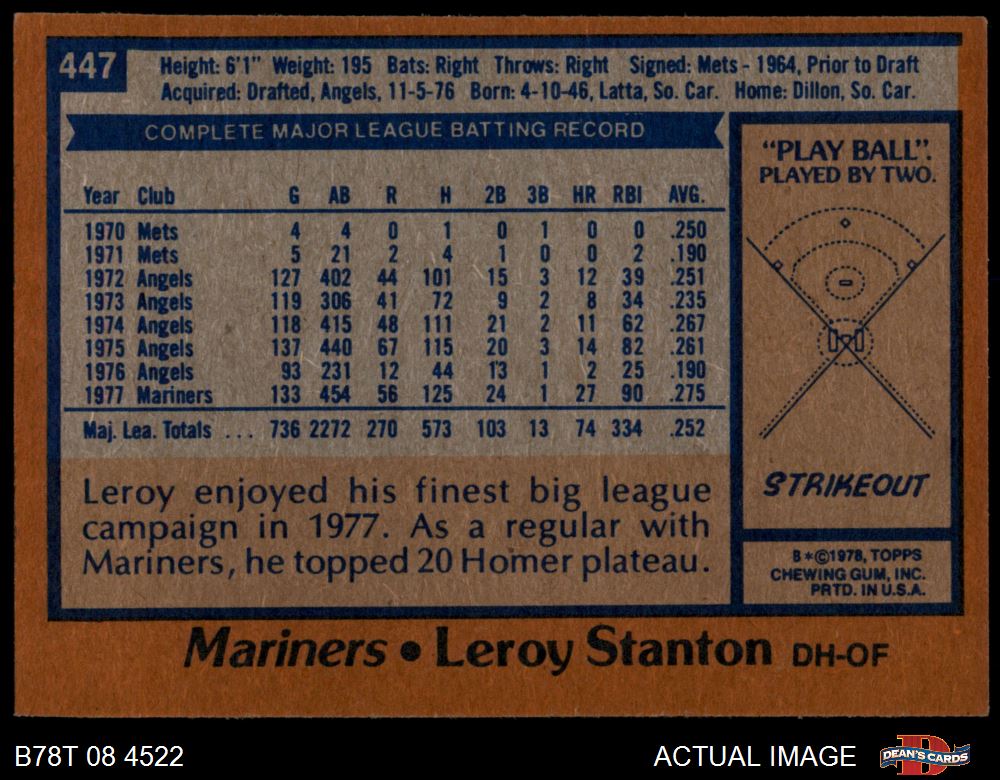 447
Height: 6'1" Weight: 195 Bats: Right Throws: Right Signed: Mets - 1964, Prior to Draft
Acquired: Drafted, Angels, 11-5-76 Born: 4-10-46, Latta, So. Car. Home: Dillon, So. Car.
COMPLETE MAJOR LEAGUE BATTING RECORD
Year Club G AB R H 2B 3B HR RBI AVG.
1970 Mets 4 4 0 1 0 1 0 0 .250
1971 Mets 5 21 2 4 1 0 0 2 .190
1972 Angels 127 402 44 101 15 3 12 39 .251
1973 Angels 119 306 41 72 9 2 8 34 .235
1974 Angels 118 415 48 111 21 2 11 62 .267
1975 Angels 137 440 67 115 20 3 14 82 .261
1976 Angels 93 231 12 44 13 1 2 25 .190
1977 Mariners 133 454 56 125 24 1 27 90 .275
Maj. Lea. Totals ... 736 2272 270 573 103 13 74 334 .252
Leroy enjoyed his finest big league
campaign in 1977. As a regular with
Mariners, he topped 20 Homer plateau.
"PLAY BALL".
PLAYED BY TWO.
STRIKEOUT
B*©1978, TOPPS
CHEWING GUM, INC.
PRTD. IN U.S.A.
Mariners • Leroy Stanton DH-OF
B78T 08 4522
ACTUAL IMAGE
DEAN'S CARDS